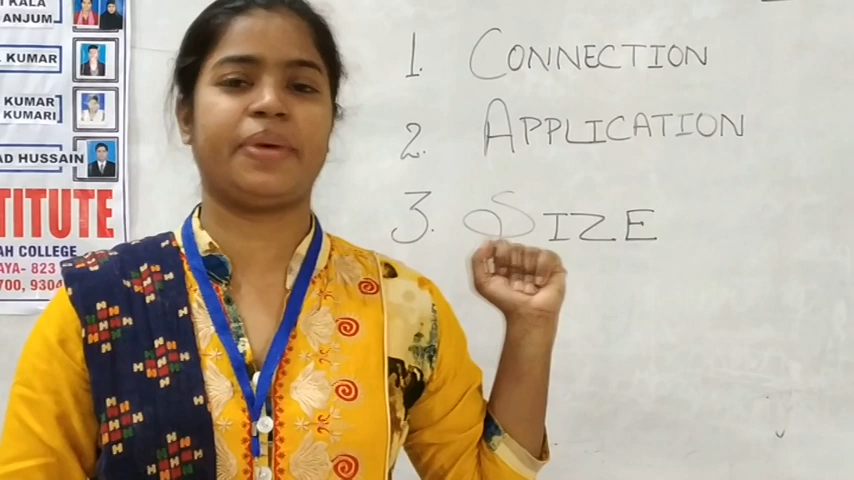 KALA
ANJUM
KUMAR
KUMAR
KUMARI
AD HUSSAIN
TITUTE
AH COLLEGE
AYA- 823
700, 9304
1. CONNECTION
2. APPLICATION
3. SIZE